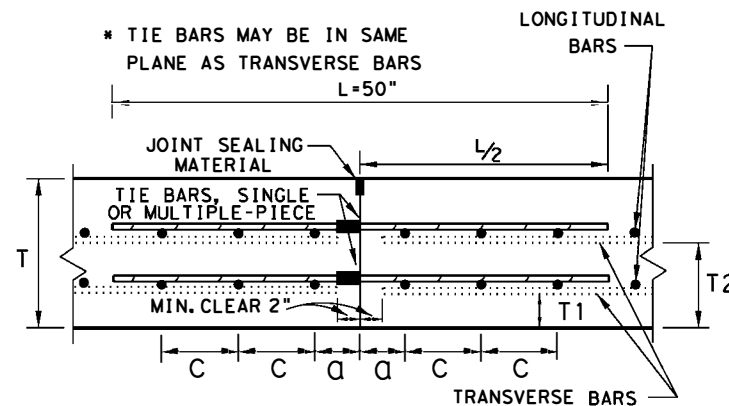 * TIE BARS MAY BE IN SAME
PLANE AS TRANSVERSE BARS
LONGITUDINAL
BARS
L=50"
JOINT SEALING
MATERIAL
L/2
TIE BARS, SINGLE
OR MULTIPLE-PIECE
T
T2
MIN. CLEAR 2"
T1
C C a a C C
TRANSVERSE BARS